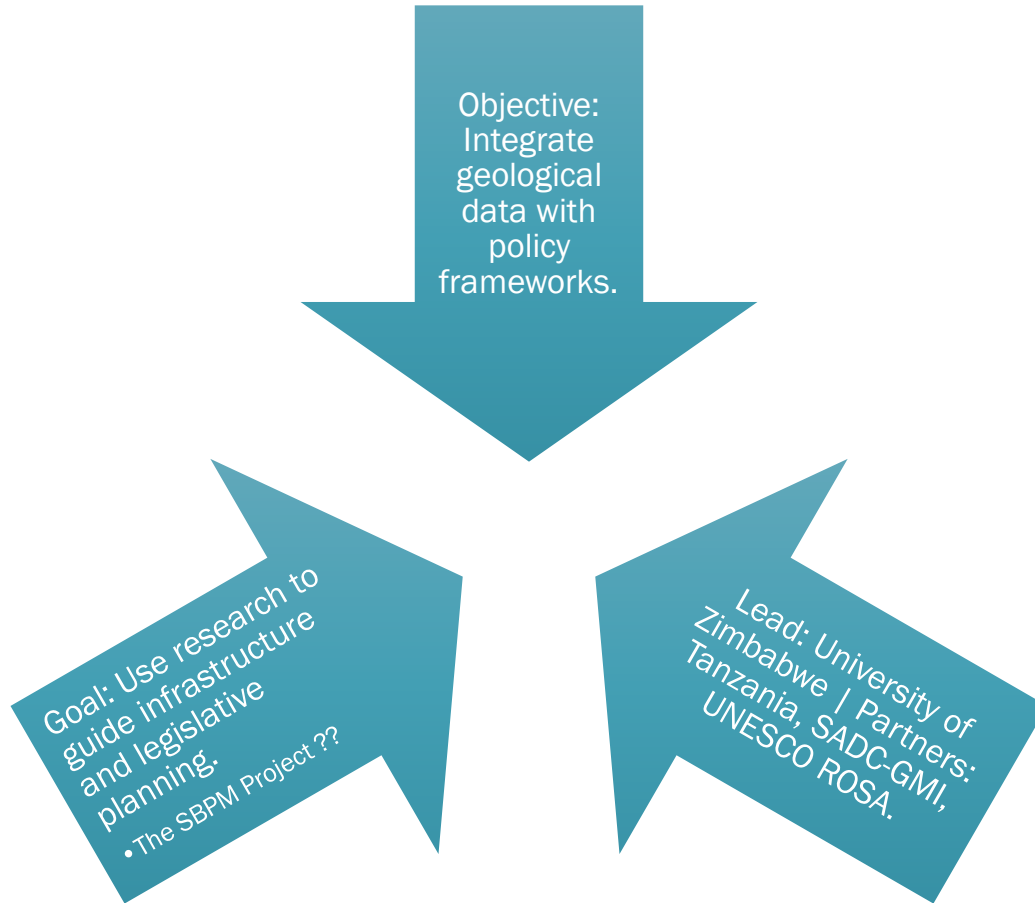 Objective:
Integrate
geological
data with
policy
frameworks.
Goal: Use research to
guide infrastructure
and legislative
planning.
•The SBPM Project ??
Lead: University of
Zimbabwe | Partners:
Tanzania, SADC-GMI,
UNESCO ROSA.